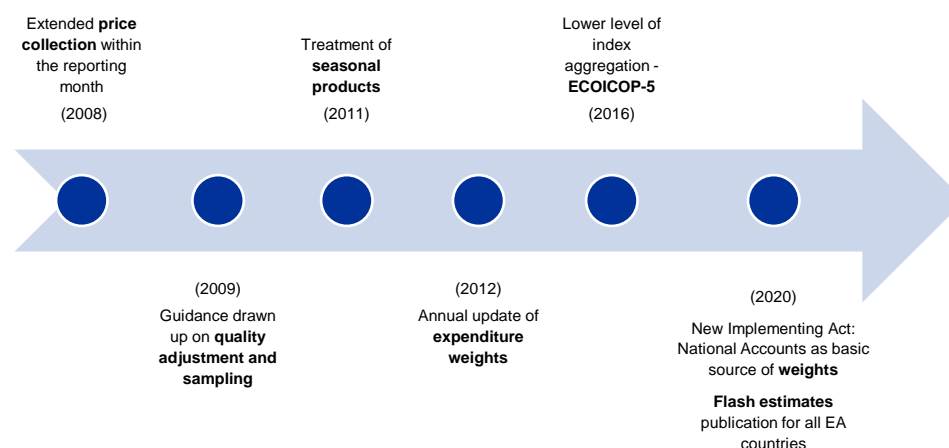 Extended price
collection within
the reporting
month
(2008)
Treatment of
seasonal
products
(2011)
Lower level of
index
aggregation -
ECOICOP-5
(2016)
(2009)
Guidance drawn
up on quality
adjustment and
sampling
(2012)
Annual update of
expenditure
weights
(2020)
New Implementing Act:
National Accounts as basic
source of weights
Flash estimates
publication for all EA
countries